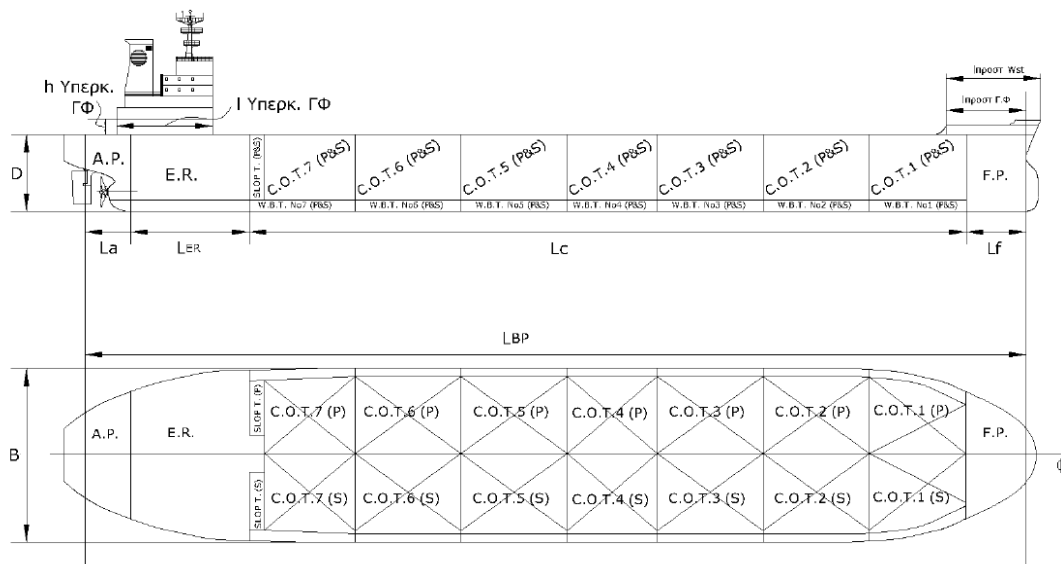 h Υπερκ.
ΓΦ
l Υπερκ. ΓΦ
lπροστ Wst
lπροστ Γ.Φ
D
A.P.
E.R.
SLOP T. (P&S)
C.O.T.7 (P&S)
C.O.T.6 (P&S)
C.O.T.5 (P&S)
C.O.T.4 (P&S)
C.O.T.3 (P&S)
C.O.T.2 (P&S)
C.O.T.1 (P&S)
F.P.
W.B.T. No7 (P&S)
W.B.T. No6 (P&S)
W.B.T. No5 (P&S)
W.B.T. No4 (P&S)
W.B.T. No3 (P&S)
W.B.T. No2 (P&S)
W.B.T. No1 (P&S)
La
LER
Lc
Lf
LBP
B
A.P.
E.R.
SLOP T. (P)
C.O.T.7 (P)
C.O.T.6 (P)
C.O.T.5 (P)
C.O.T.4 (P)
C.O.T.3 (P)
C.O.T.2 (P)
C.O.T.1 (P)
F.P.
SLOP T. (S)
C.O.T.7 (S)
C.O.T.6 (S)
C.O.T.5 (S)
C.O.T.4 (S)
C.O.T.3 (S)
C.O.T.2 (S)
C.O.T.1 (S)